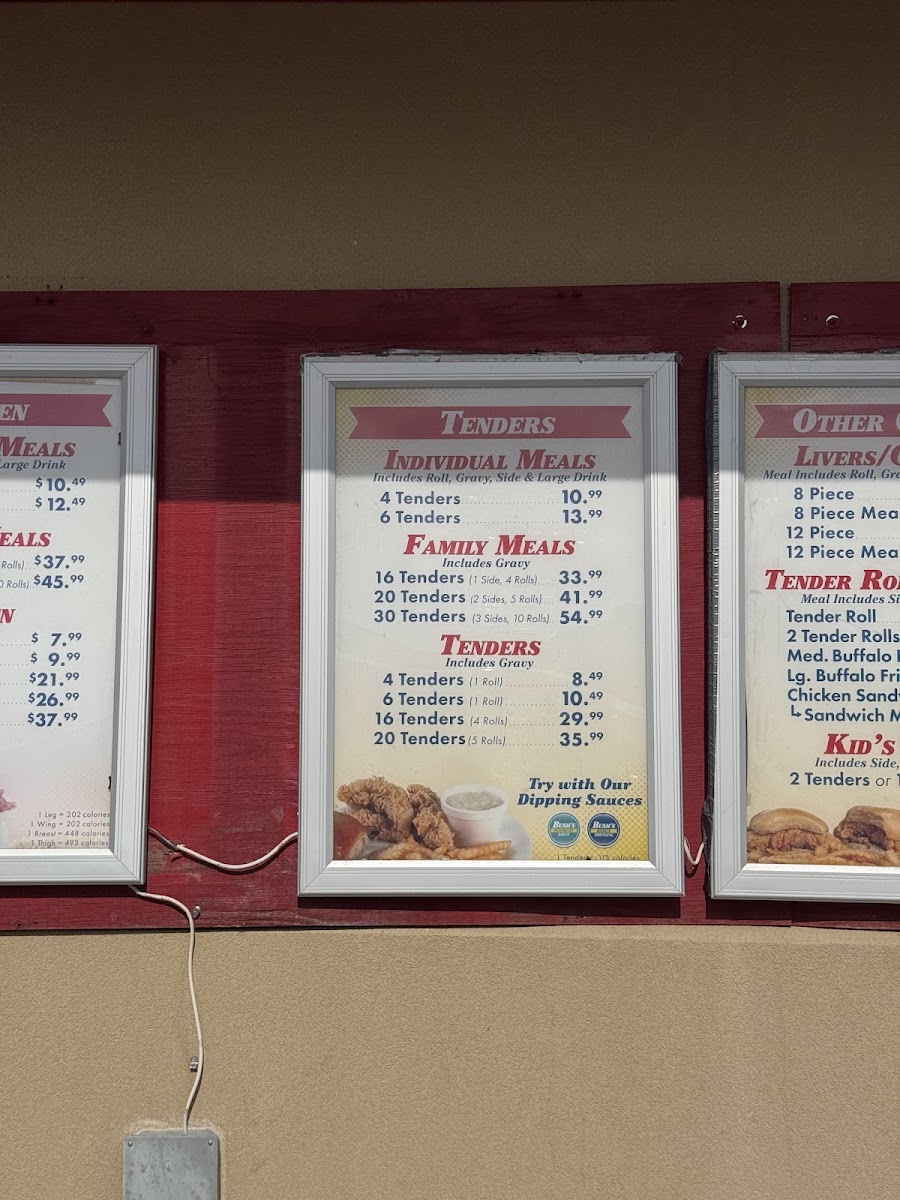 EN
MEALS
Large Drink
$10.49
$12.49
EALS
Rolls). $37.99
0 Rolls). $45.99
N
$ 7.99
$ 9.99
$21.99
$26.99
$37.99
1 Leg = 202 calories
1 Wing = 202 calories
1 Breast = 448 calories
1 Thigh = 493 calories
TENDERS
INDIVIDUAL MEALS
Includes Roll, Gravy, Side & Large Drink
4 Tenders 10.99
6 Tenders 13.99
FAMILY MEALS
Includes Gravy
16 Tenders (1 Side, 4 Rolls) 33.99
20 Tenders (2 Sides, 5 Rolls) 41.99
30 Tenders (3 Sides, 10 Rolls) 54.99
TENDERS
Includes Gravy
4 Tenders (1 Roll) 8.49
6 Tenders (1 Roll) 10.49
16 Tenders (4 Rolls) 29.99
20 Tenders (5 Rolls) 35.99
Try with Our
Dipping Sauces
BUSH'S BUSH'S
OTHER
LIVERS/
Meal Includes Roll, Gra
8 Piece
8 Piece Mea
12 Piece
12 Piece Mea
TENDER RO
Meal Includes Si
Tender Roll
2 Tender Rolls
Med. Buffalo
Lg. Buffalo Fri
Chicken Sandw
Sandwich M
KID'S
Includes Side,
2 Tenders or 1